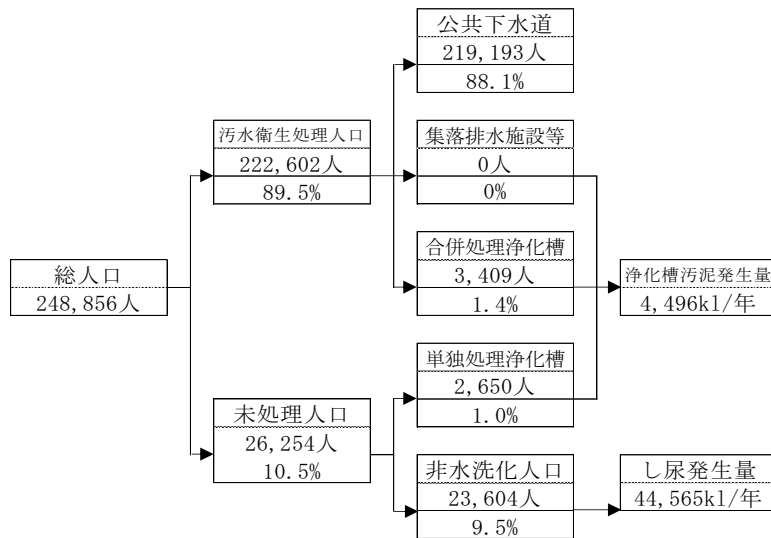 公共下水道
219,193人
88.1%
汚水衛生処理人口
222,602人
89.5%
集落排水施設等
0人
0%
合併処理浄化槽
3,409人
1.4%
浄化槽汚泥発生量
4,496kl/年
総人口
248,856人
単独処理浄化槽
2,650人
1.0%
未処理人口
26,254人
10.5%
非水洗化人口
23,604人
9.5%
し尿発生量
44,565kl/年